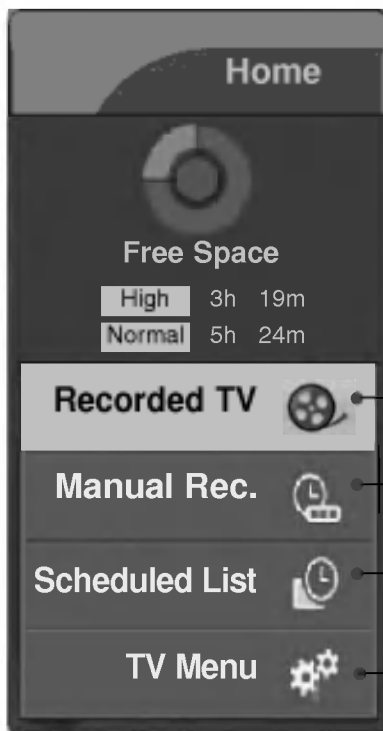 Home
Free Space
High 3h 19m
Normal 5h 24m
Recorded TV
Manual Rec.
Scheduled List
TV Menu